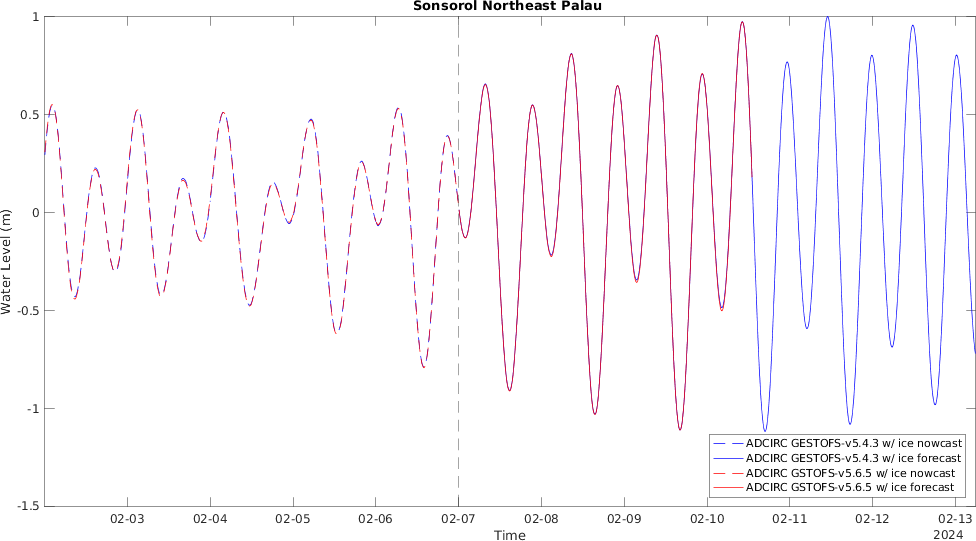 Sonsorol Northeast Palau
1
0.5
0
-0.5
-1
-1.5
Water Level (m)
02-03 02-04 02-05 02-06 02-07 02-08 02-09 02-10 02-11 02-12 02-13
Time
2024
ADCIRC GESTOFS-v5.4.3 w/ ice nowcast
ADCIRC GESTOFS-v5.4.3 w/ ice forecast
ADCIRC GSTOFS-v5.6.5 w/ ice nowcast
ADCIRC GSTOFS-v5.6.5 w/ ice forecast